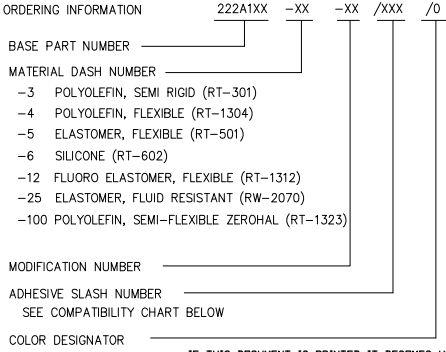 ORDERING INFORMATION 222A1XX -XX -XX /XXX /0
BASE PART NUMBER
MATERIAL DASH NUMBER
-3 POLYOLEFIN, SEMI RIGID (RT-301)
-4 POLYOLEFIN, FLEXIBLE (RT-1304)
-5 ELASTOMER, FLEXIBLE (RT-501)
-6 SILICONE (RT-602)
-12 FLUORO ELASTOMER, FLEXIBLE (RT-1312)
-25 ELASTOMER, FLUID RESISTANT (RW-2070)
-100 POLYOLEFIN, SEMI-FLEXIBLE ZEROHAL (RT-1323)
MODIFICATION NUMBER
ADHESIVE SLASH NUMBER
SEE COMPATIBILITY CHART BELOW
COLOR DESIGNATOR